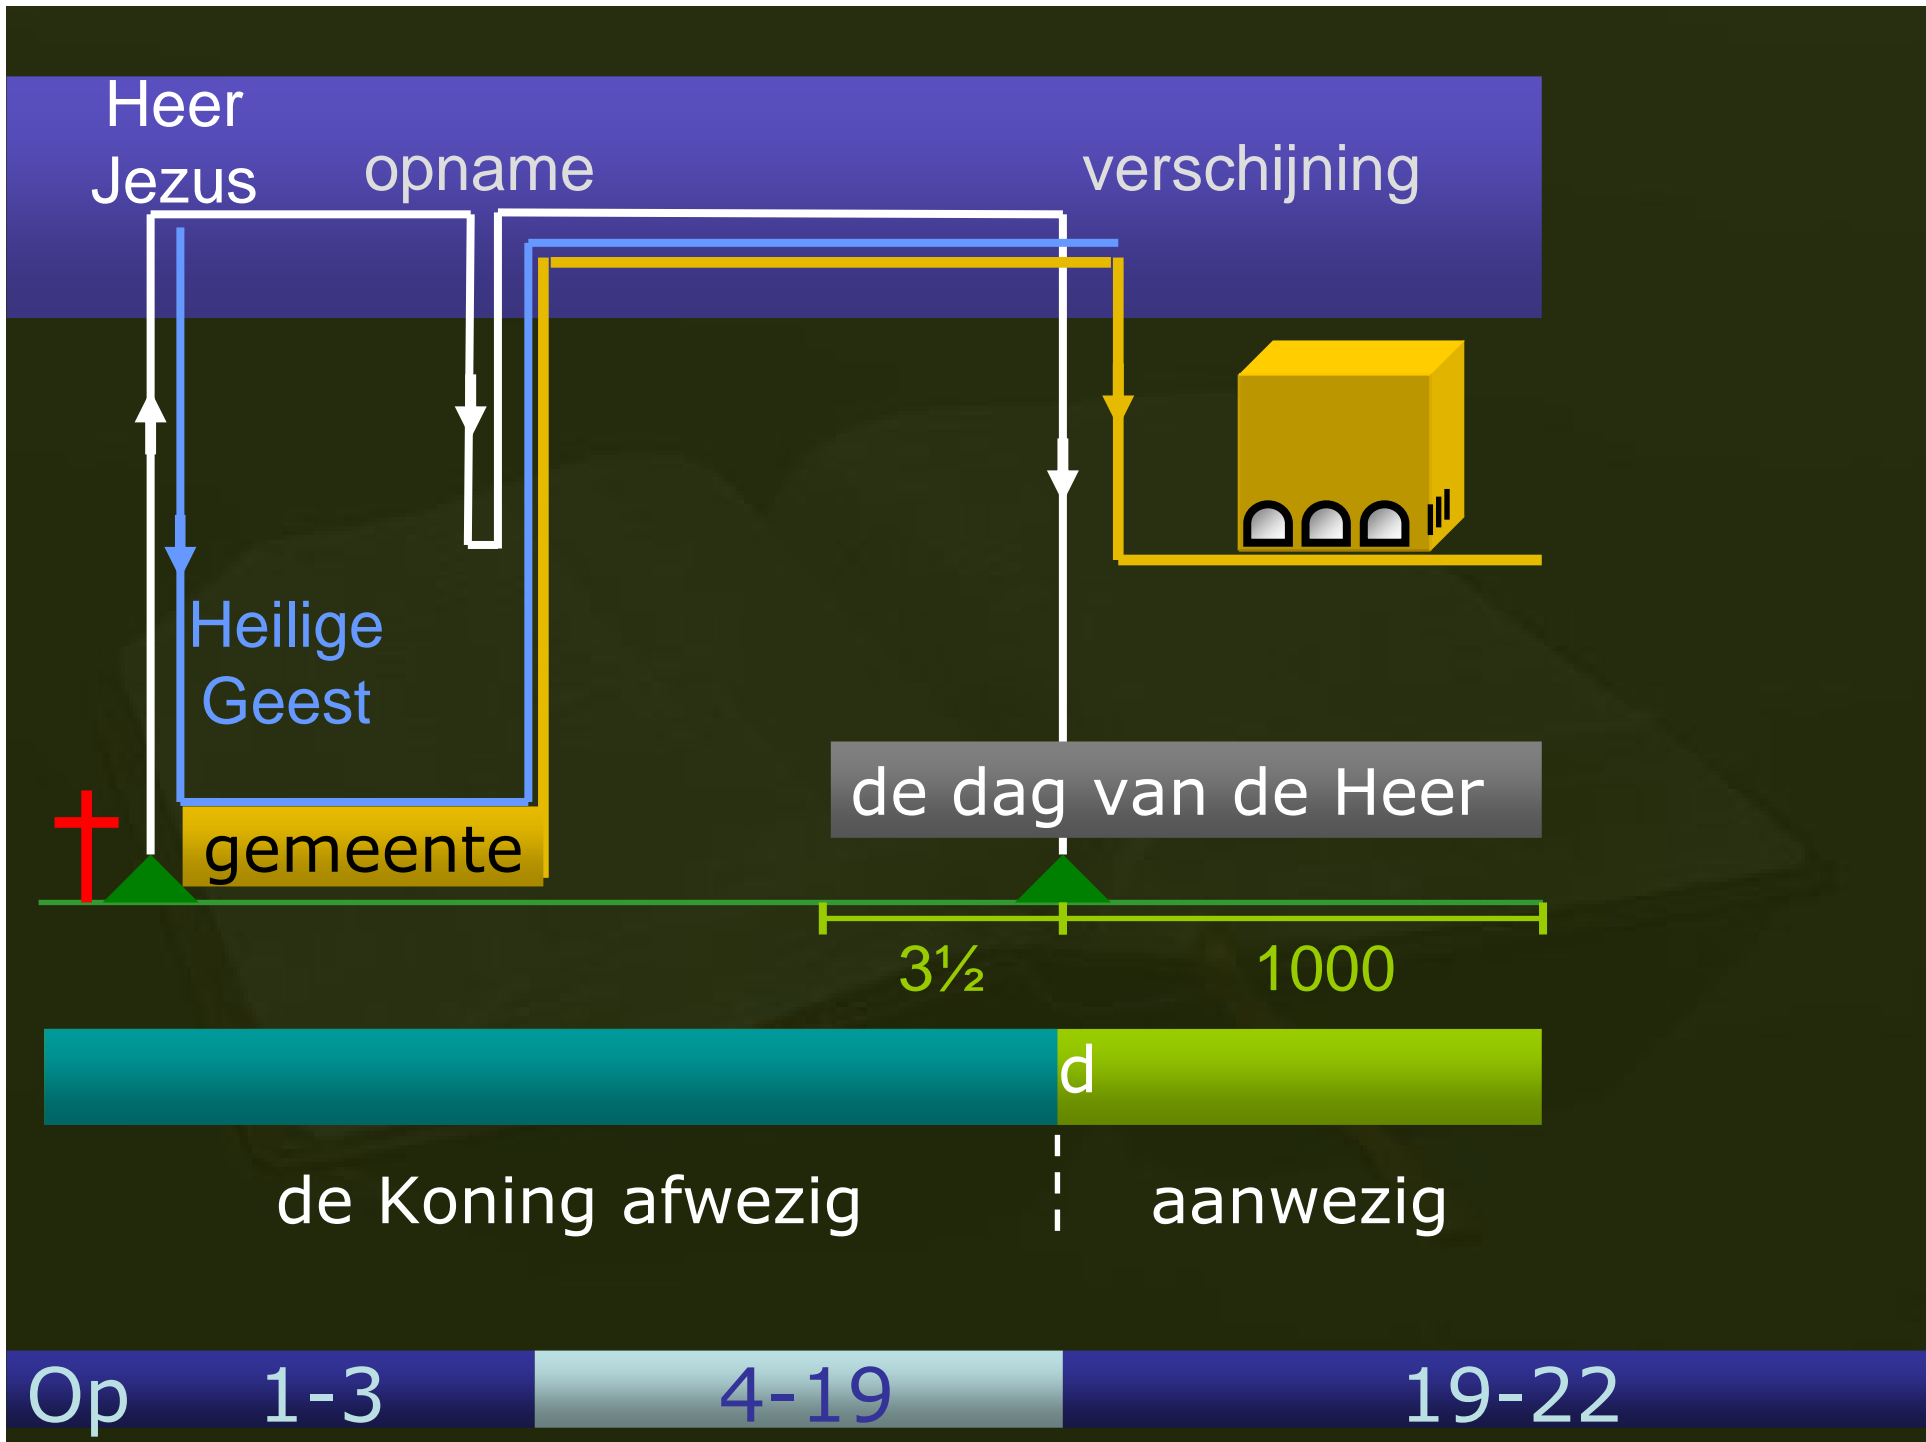 Heer
Jezus
opname
verschijning
Heilige
Geest
de dag van de Heer
gemeente
3½
1000
d
de Koning afwezig
aanwezig
Op 1-3 4-19 19-22